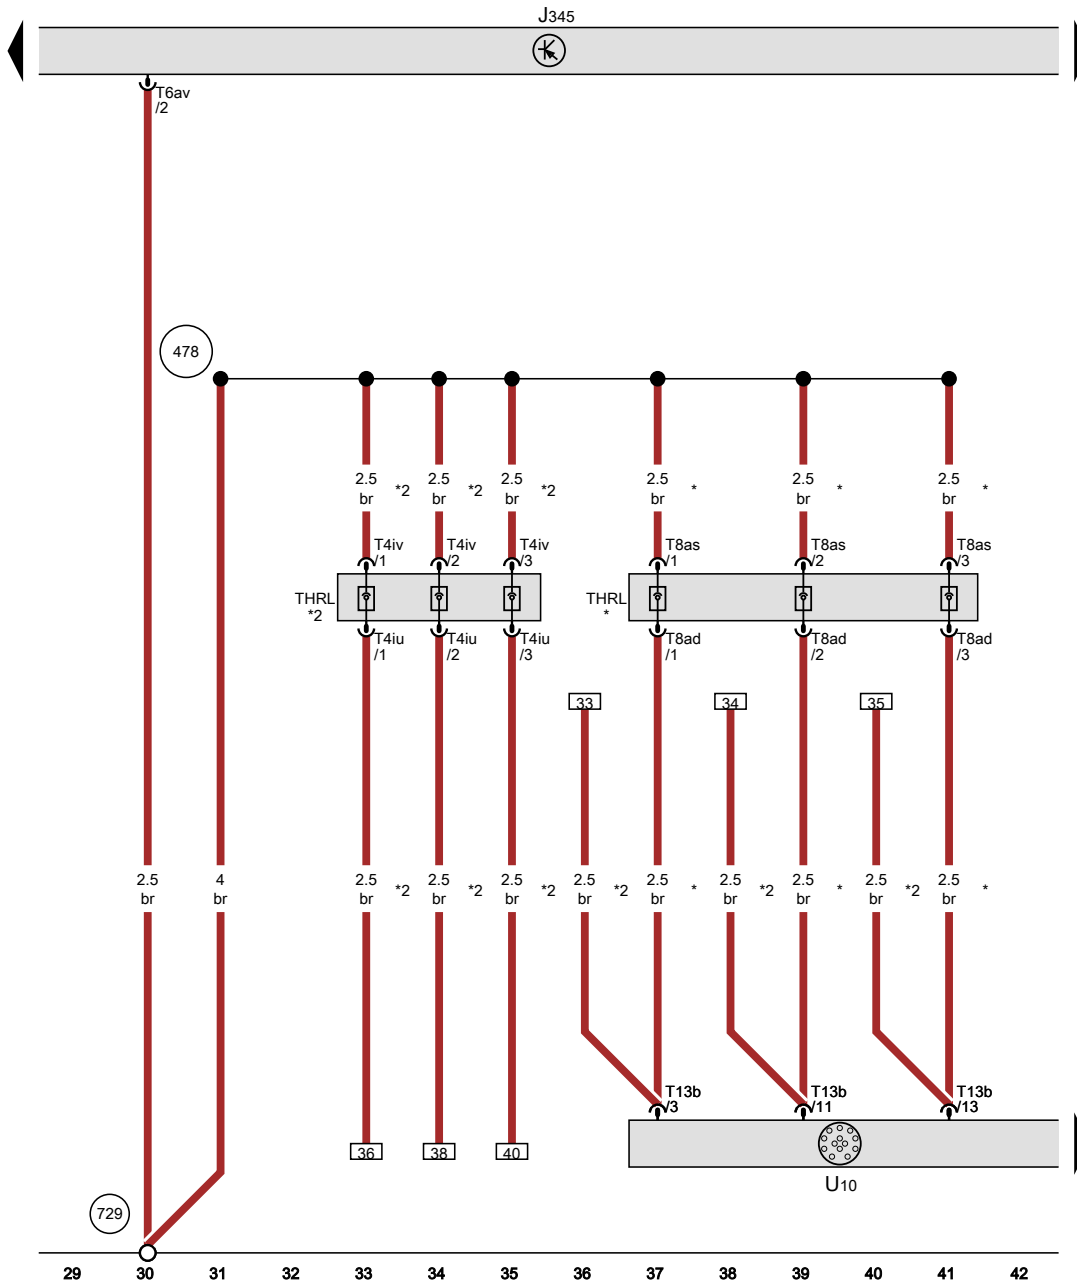 J345
T6av
/2
478
2.5 2.5 2.5 2.5 2.5 2.5
br *2 br *2 br *2 br * br * br *
T4iv T4iv T4iv T8as T8as T8as
/1 /2 /3 /1 /2 /3
THRL THRL
*2 *
T4iu T4iu T4iu T8ad T8ad T8ad
/1 /2 /3 /1 /2 /3
33 34 35
2.5 4 2.5 2.5 2.5 2.5 2.5 2.5 2.5 2.5 2.5
br br br *2 br *2 br *2 br *2 br * br *2 br * br *2 br *
T13b T13b T13b
/3 /11 /13
36 38 40
U10
729
29 30 31 32 33 34 35 36 37 38 39 40 41 42